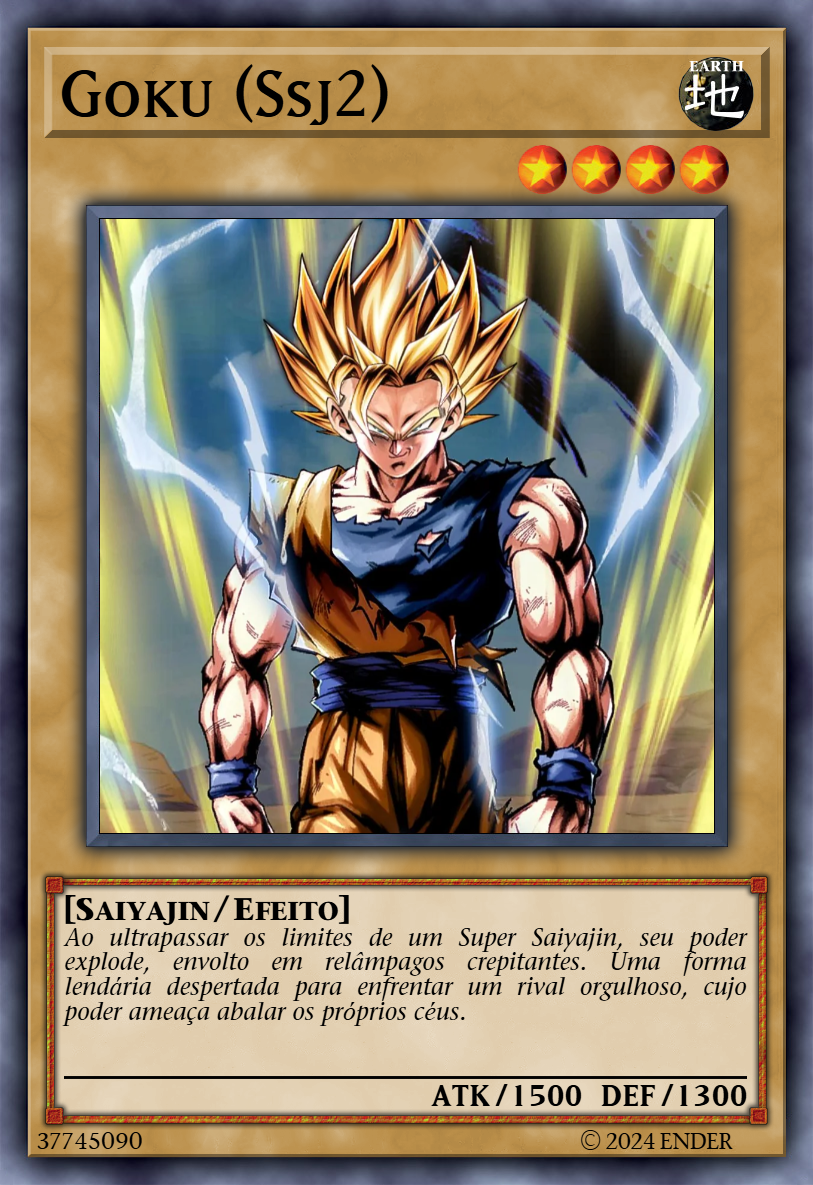 Goku (Ssj2)
EARTH
地
[Saiyajin/Efeito]
Ao ultrapassar os limites de um Super Saiyajin, seu poder
explode, envolto em relâmpagos crepitantes. Uma forma
lendária despertada para enfrentar um rival orgulhoso, cujo
poder ameaça abalar os próprios céus.
ATK/1500 DEF/1300
37745090 © 2024 ENDER